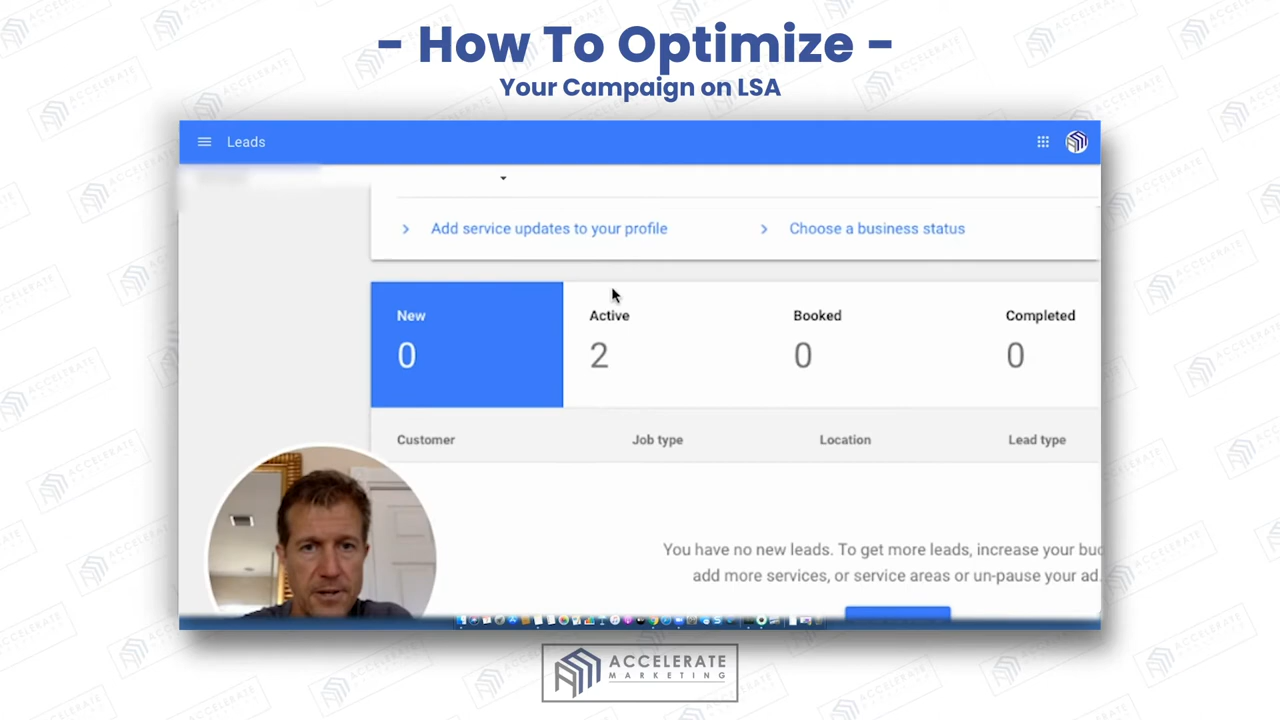 - How To Optimize -
Your Campaign on LSA
Leads
Add service updates to your profile
Choose a business status
New
Active
Booked
Completed
0
2
0
0
Customer
Job type
Location
Lead type
You have no new leads. To get more leads, increase your
add more services, or service areas or un-pause your ad.
ACCELERATE
MARKETING